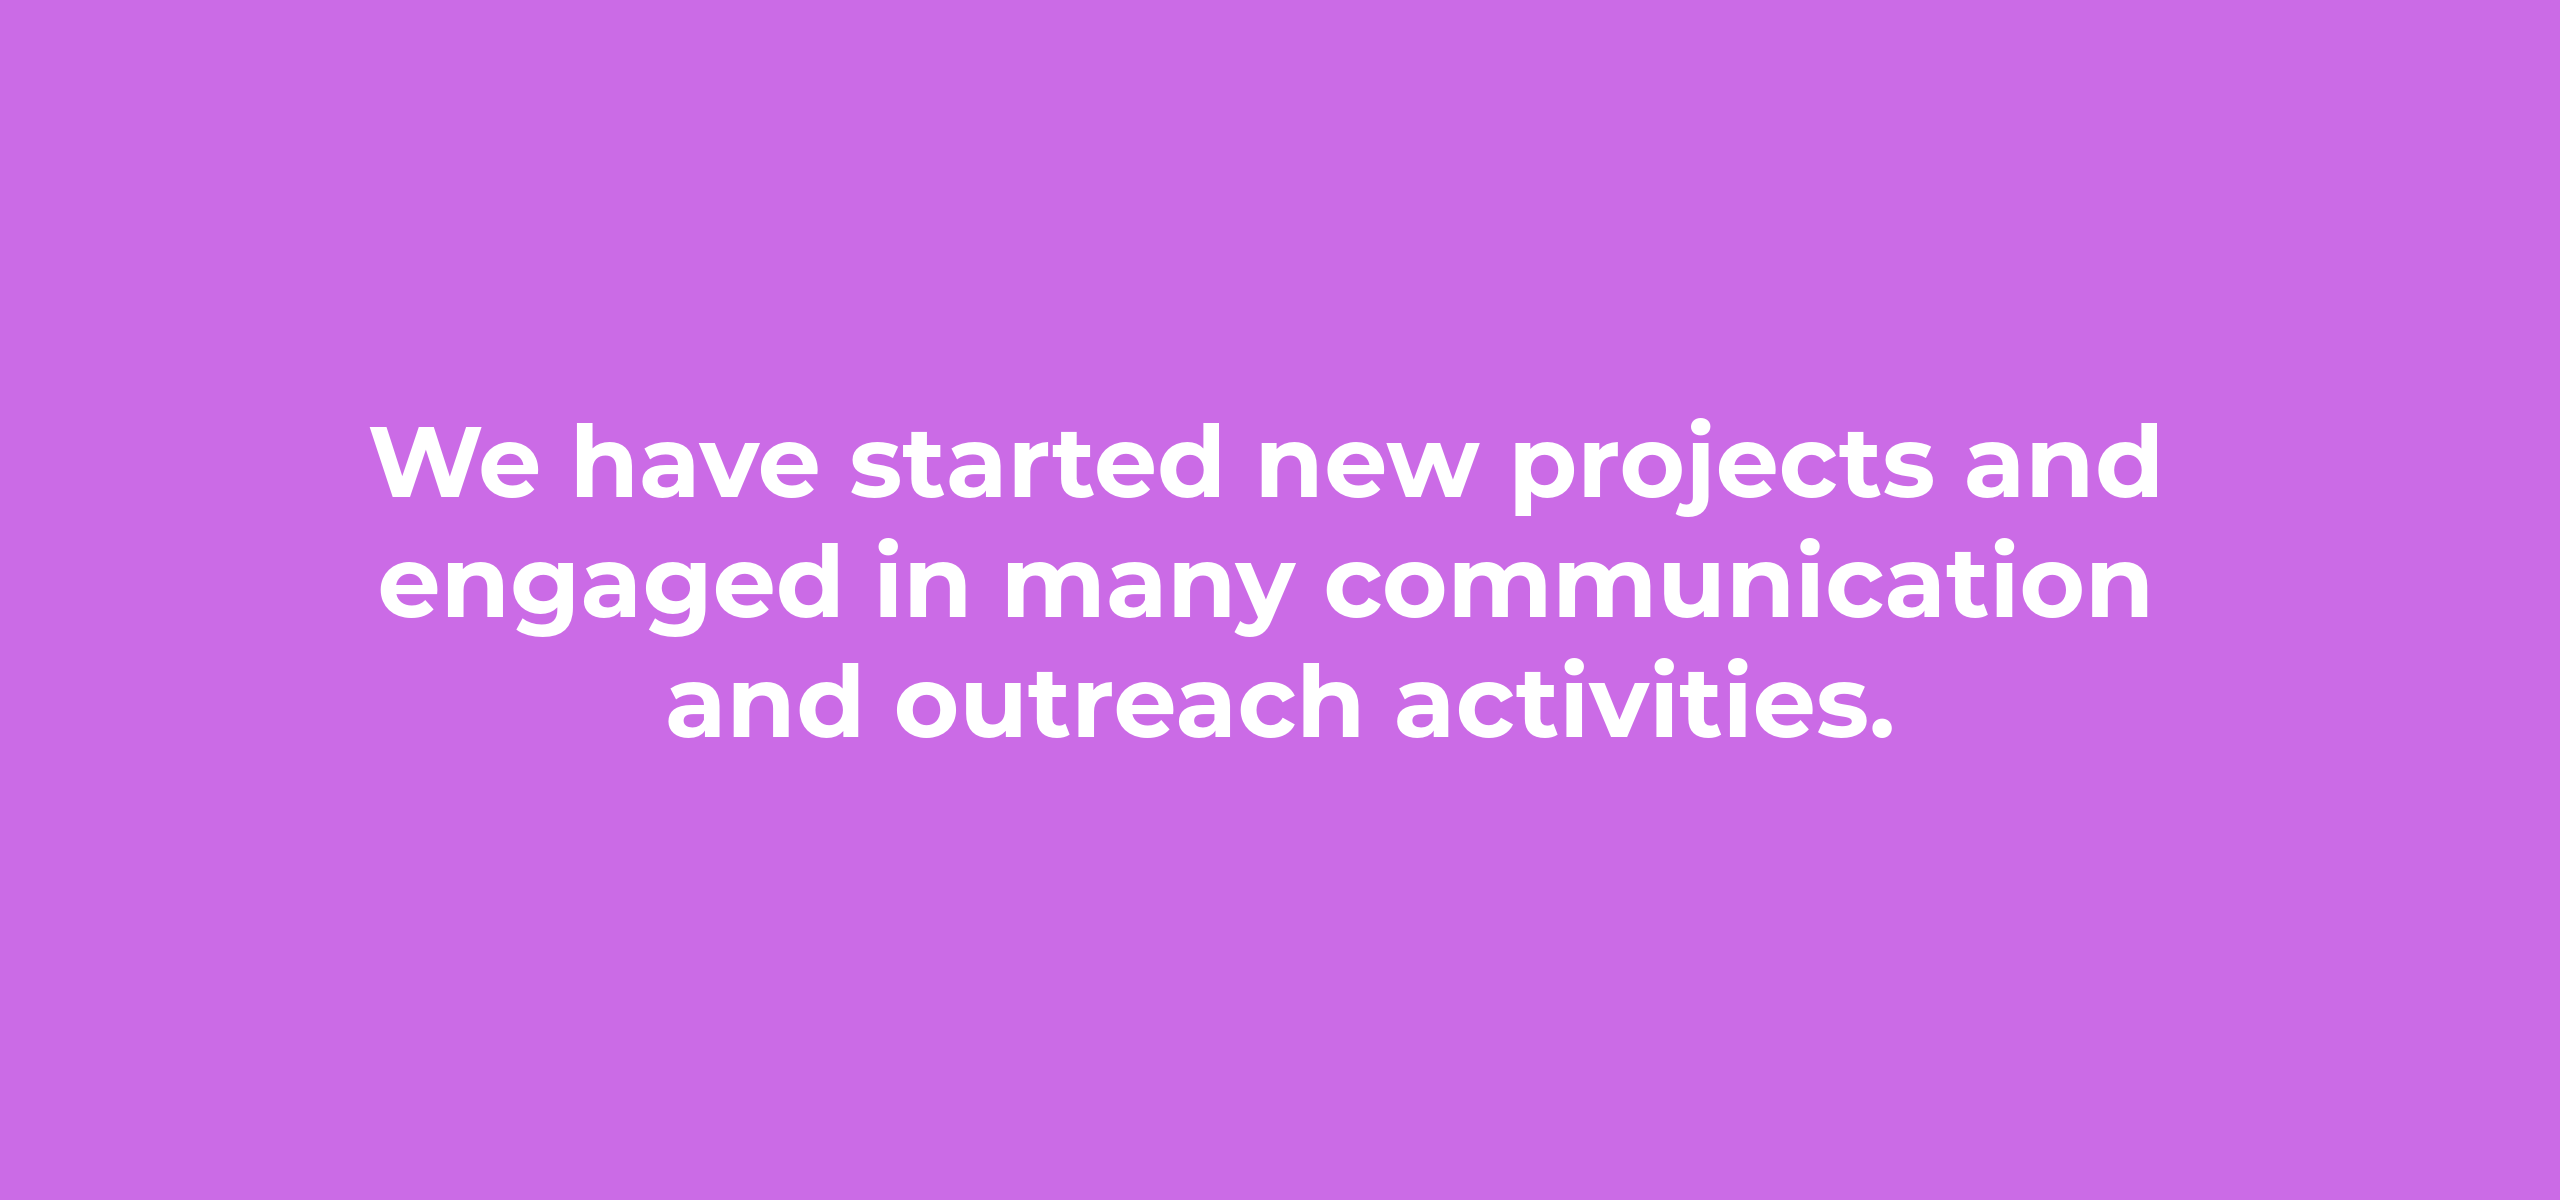 We have started new projects and
engaged in many communication
and outreach activities.